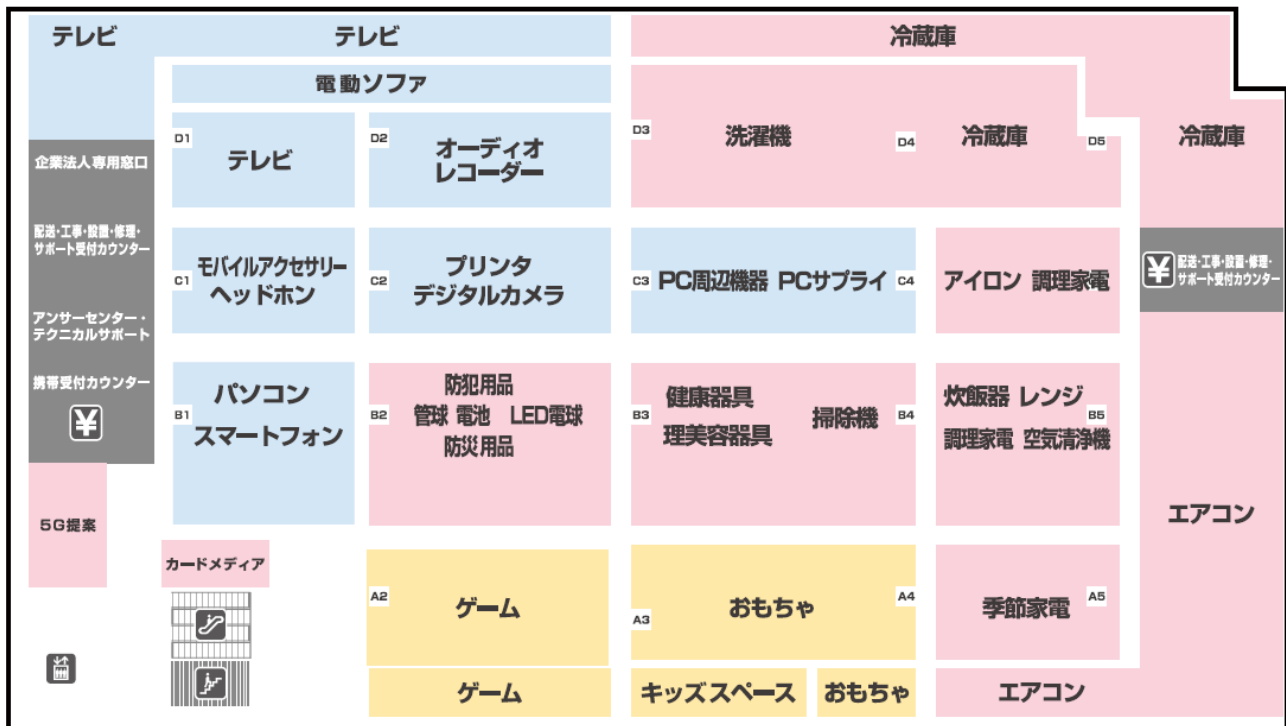 テレビ
テレビ
冷蔵庫
電動ソファ
D1
テレビ
D2
オーディオ
レコーダー
D3
洗濯機
D4
冷蔵庫
D5
冷蔵庫
企業法人専用窓口
配送・工事・設置・修理・
サポート受付カウンター
アンサーセンター・
テクニカルサポート
携帯受付カウンター
¥
C1
モバイルアクセサリー
ヘッドホン
C2
プリンタ
デジタルカメラ
C3
PC周辺機器 PCサプライ
C4
アイロン 調理家電
¥
配送・工事・設置・修理・
サポート受付カウンター
B1
パソコン
スマートフォン
B2
防犯用品
管球 電池 LED電球
防災用品
B3
健康器具
理美容器具
掃除機
B4
炊飯器 レンジ
調理家電 空気清浄機
B5
エアコン
5G提案
カードメディア
A2
ゲーム
A3
おもちゃ
A4
季節家電
A5
ゲーム
キッズスペース
おもちゃ
エアコン